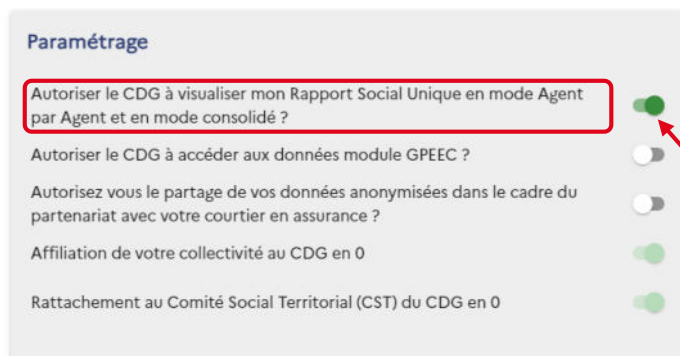 Paramétrage
Autoriser le CDG à visualiser mon Rapport Social Unique en mode Agent
par Agent et en mode consolidé ?
Autoriser le CDG à accéder aux données module GPEEC ?
Autorisez vous le partage de vos données anonymisées dans le cadre du
partenariat avec votre courtier en assurance ?
Affiliation de votre collectivité au CDG en 0
Rattachement au Comité Social Territorial (CST) du CDG en 0